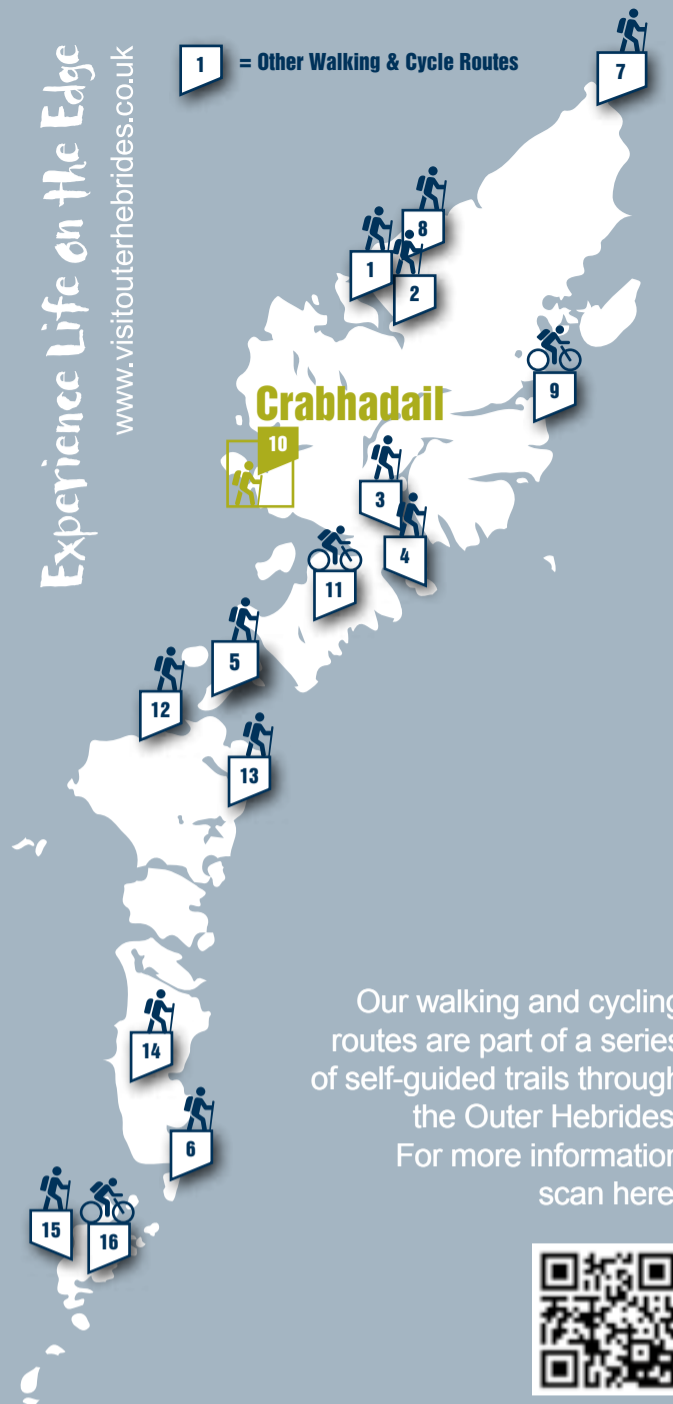 Experience Life on the Edge
www.visitouterhebrides.co.uk
1 = Other Walking & Cycle Routes
7
8
1
2
9
Crabhadail
10
3
4
11
5
12
13
14
6
15
16
Our walking and cycling
routes are part of a series
of self-guided trails through
the Outer Hebrides
For more information
scan here